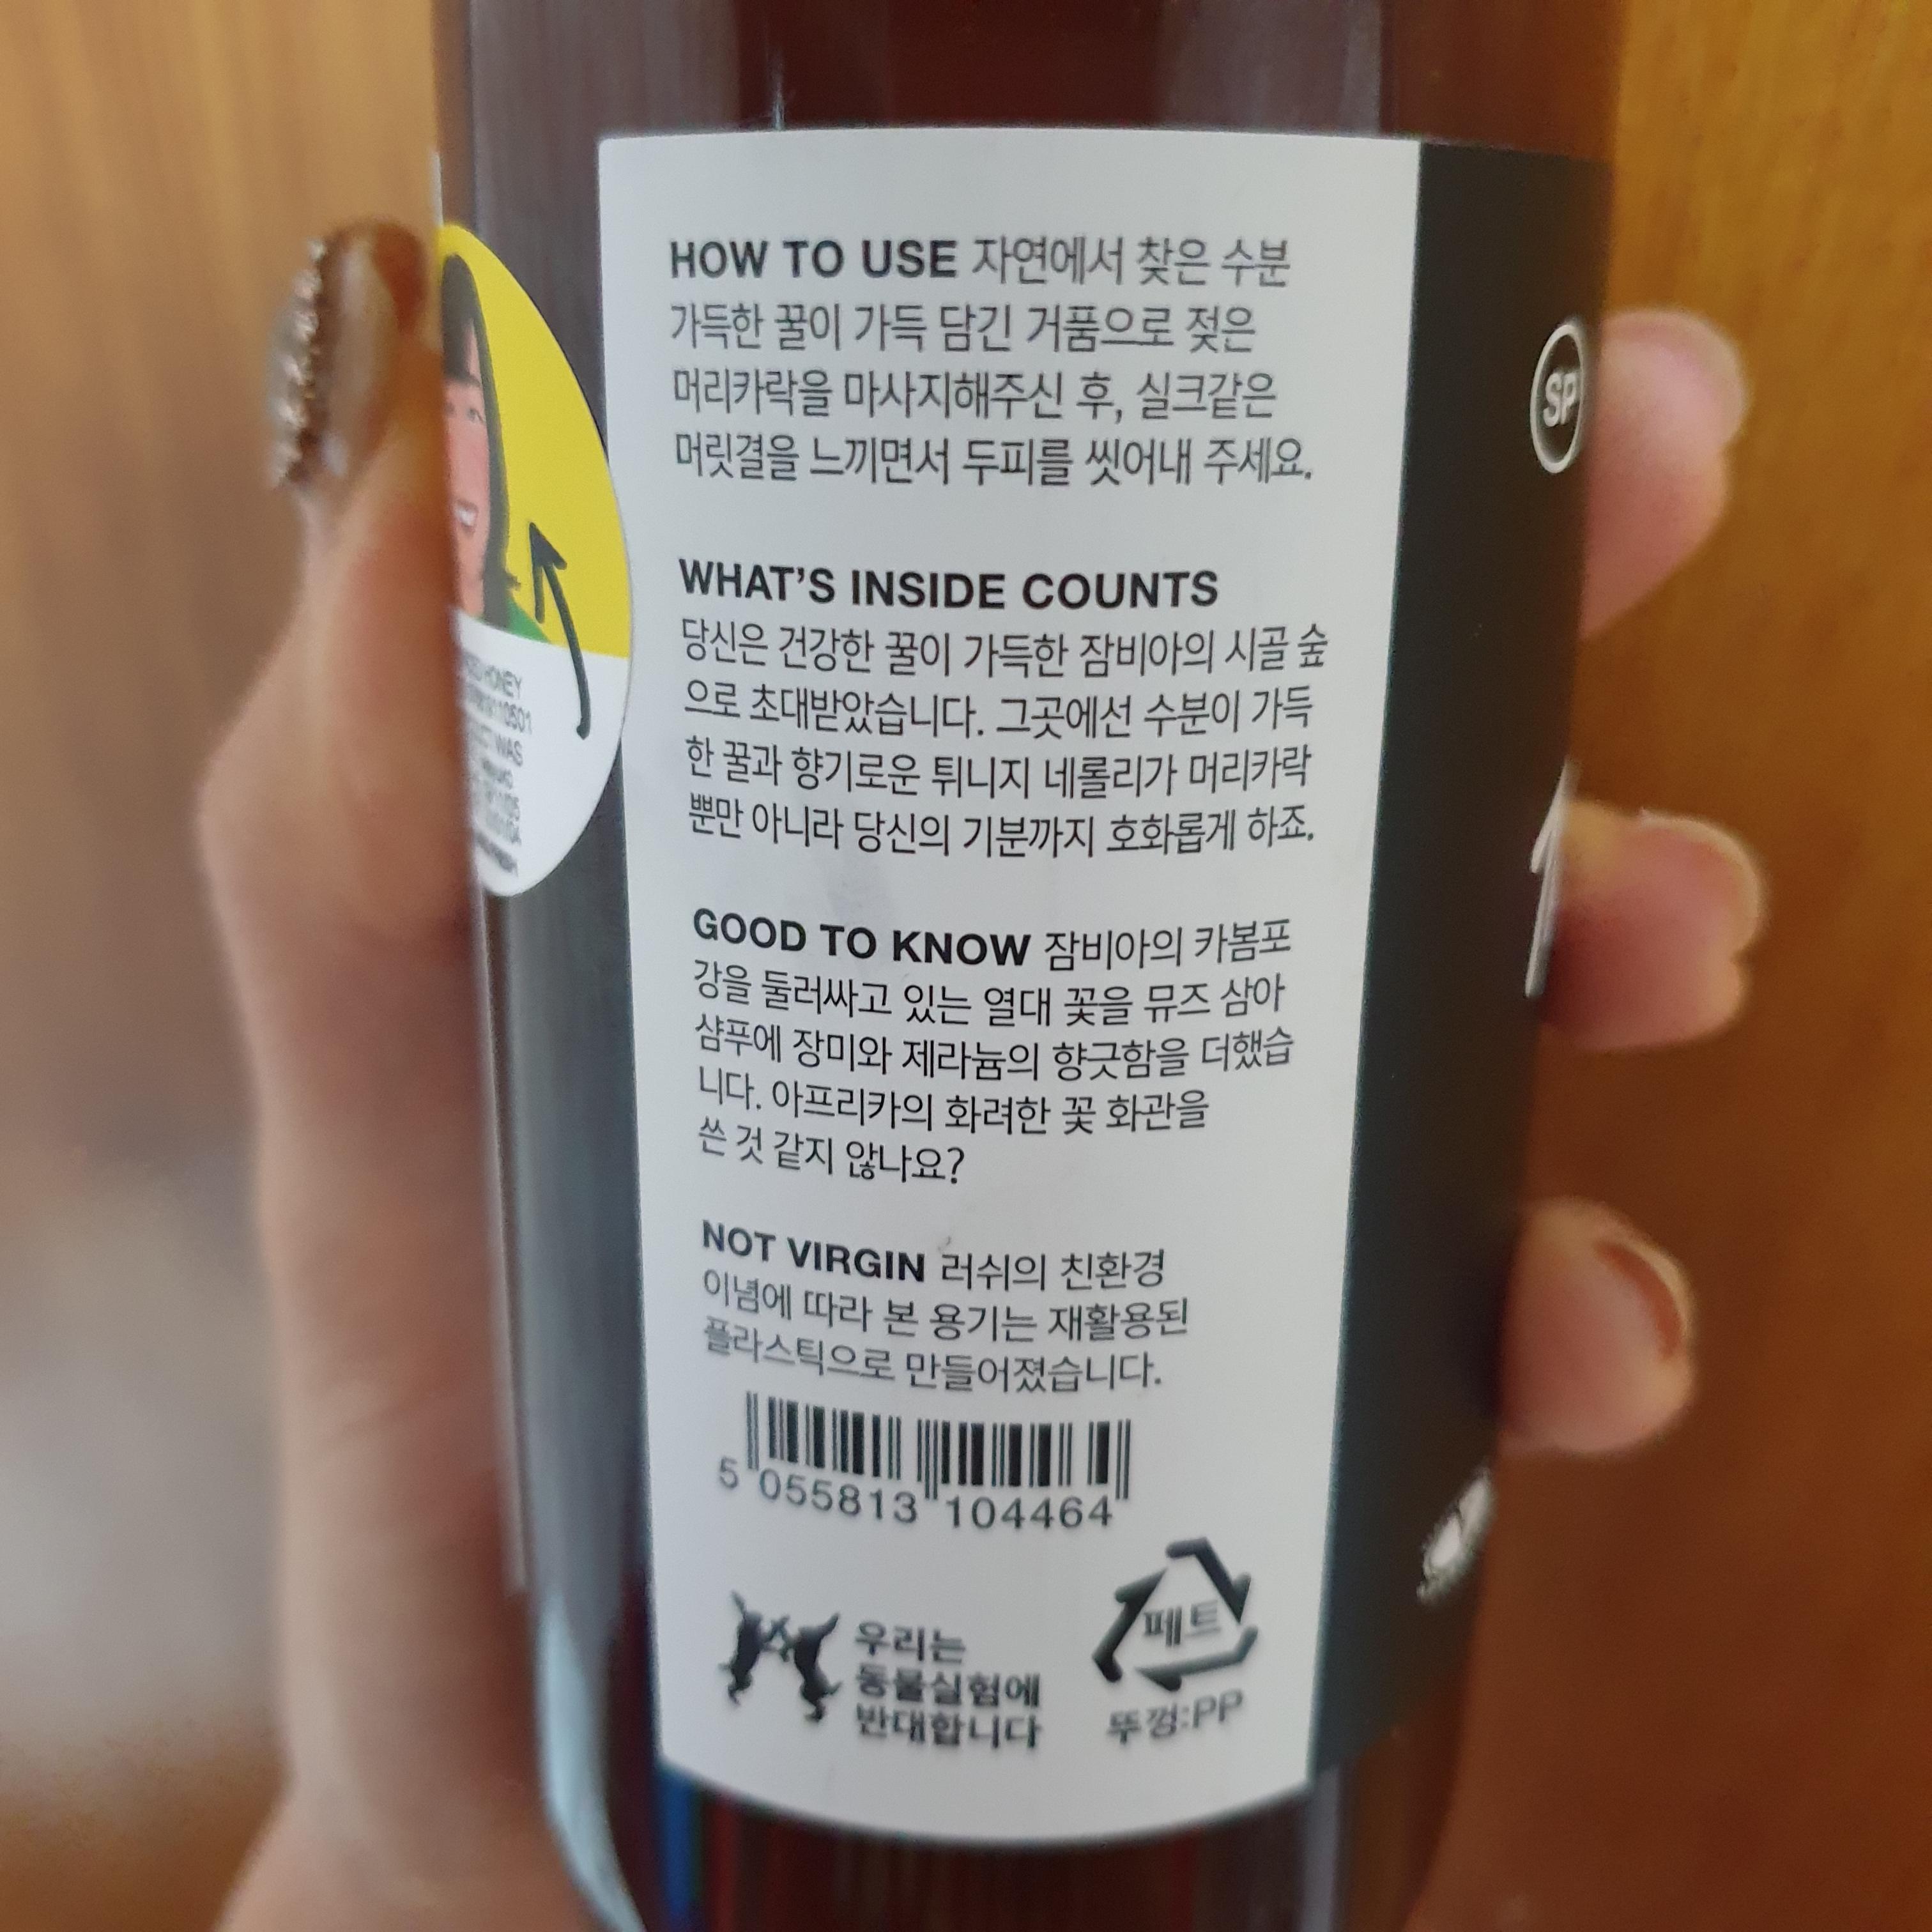 HOW TO USE 자연에서 찾은 수분
가득한 꿀이 가득 담긴 거품으로 젖은
머리카락을 마사지해주신 후, 실크같은
머릿결을 느끼면서 두피를 씻어내 주세요.
WHAT'S INSIDE COUNTS
당신은 건강한 꿀이 가득한 잠비아의 시골 숲
으로 초대받았습니다. 그곳에선 수분이 가득
한 꿀과 향기로운 튀니지 네롤리가 머리카락
뿐만 아니라 당신의 기분까지 호화롭게 하죠.
GOOD TO KNOW 잠비아의 카봄포
강을 둘러싸고 있는 열대 꽃을 뮤즈 삼아
샴푸에 장미와 제라늄의 향긋함을 더했습
니다. 아프리카의 화려한 꽃 화관을
쓴 것 같지 않나요?
NOT VIRGIN 러쉬의 친환경
이념에 따라 본 용기는 재활용된
플라스틱으로 만들어졌습니다.
5 055813 104464
우리는
동물실험에
반대합니다
페트
뚜껑:PP
SP
HONEY
WAS